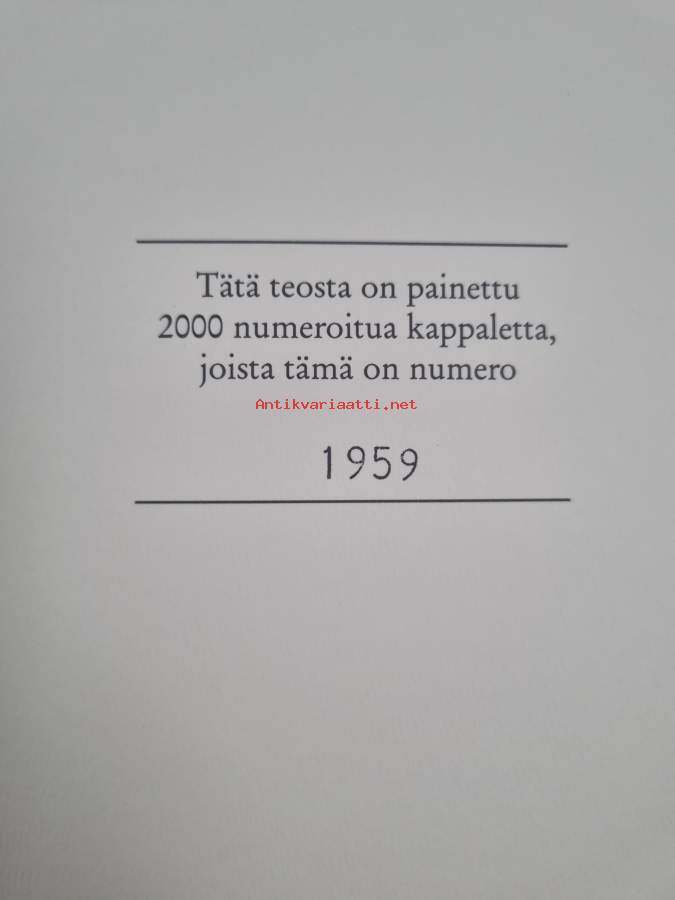 Tätä teosta on painettu
2000 numeroitua kappaletta,
joista tämä on numero
Antikvariaatti.net
1959